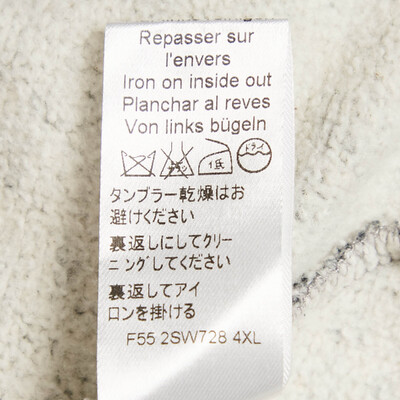 Repasser sur
l'envers
Iron on inside out
Planchar al reves
Von links bügeln
ドライ
タンブラー乾燥はお
避けください
裏返しにしてクリー
ニングしてください
裏返してアイ
ロンを掛ける
F55 2SW728 4XL